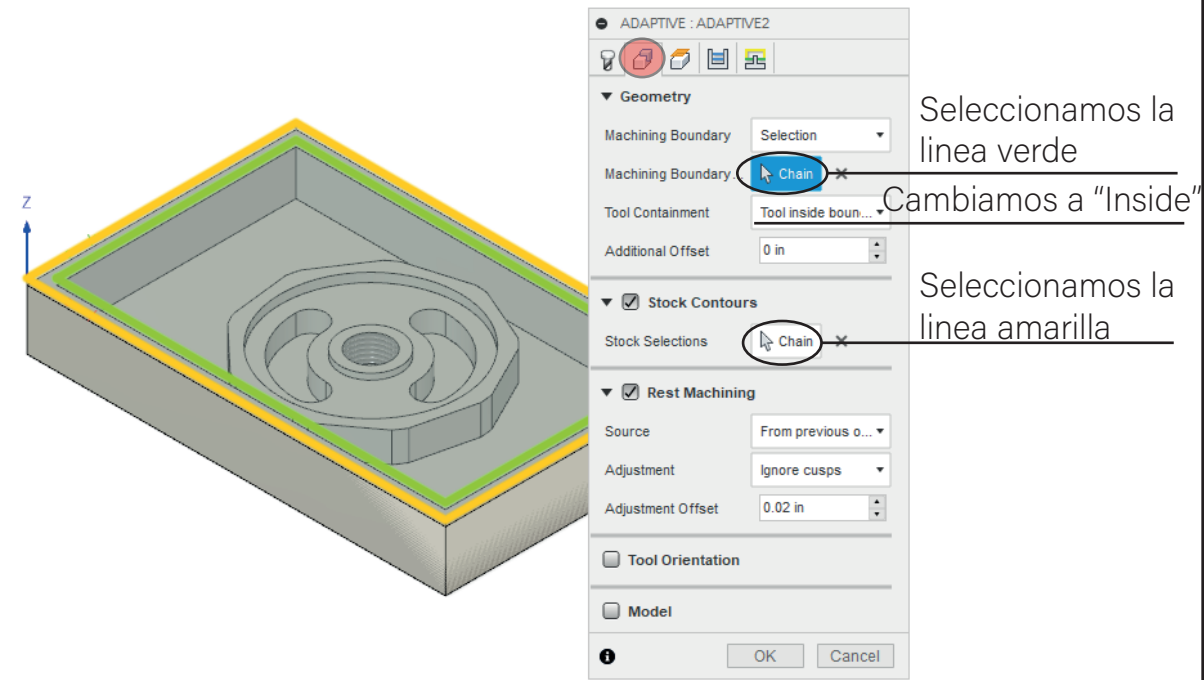 ADAPTIVE : ADAPTIVE2
Geometry
Machining Boundary Selection
Machining Boundary... Chain
Tool Containment Tool inside boun...
Additional Offset 0 in
Stock Contours
Stock Selections Chain
Rest Machining
Source From previous o...
Adjustment Ignore cusps
Adjustment Offset 0.02 in
Tool Orientation
Model
OK Cancel
Seleccionamos la
linea verde
Cambiamos a "Inside"
Seleccionamos la
linea amarilla
Z